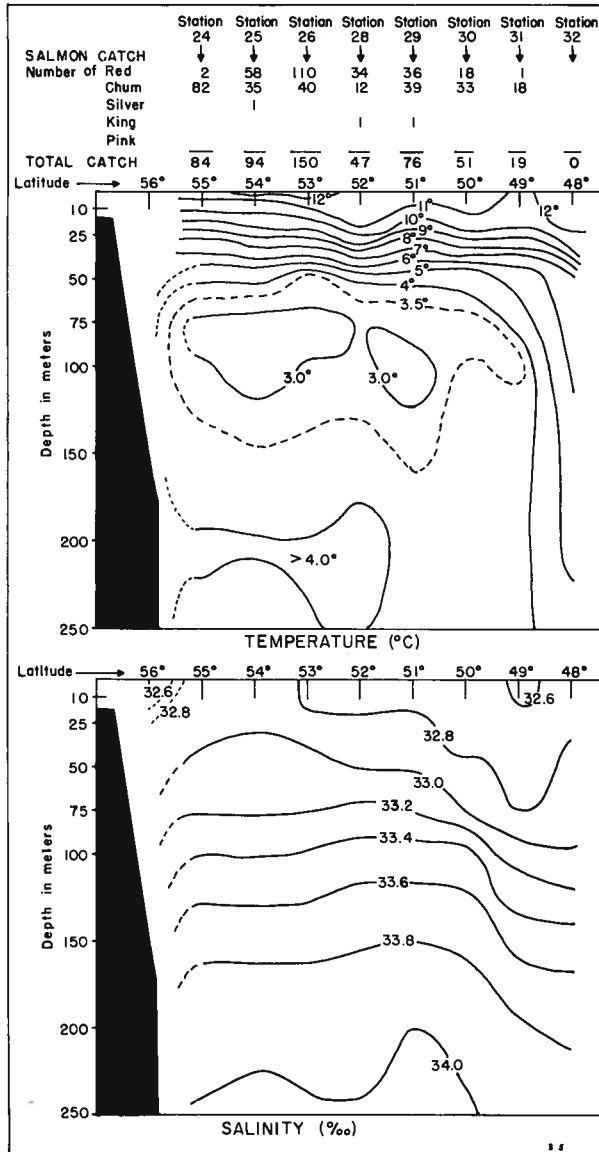 Station Station Station Station Station Station Station Station
24 25 26 28 29 30 31 32
SALMON CATCH
Number of Red 2 58 110 34 36 18 1
Chum 82 35 40 12 39 33 18
Silver 1
King 1 1
Pink
TOTAL CATCH 84 94 150 47 76 51 19 0
Latitude 56° 55° 54° 53° 52° 51° 50° 49° 48°
12° 11° 12°
10 10°
25 9°
8°
7°
6°
50 5°
4°
3.5°
75
100 3.0° 3.0°
150
200
>4.0°
250
Depth in meters
TEMPERATURE (°C)
Latitude 56° 55° 54° 53° 52° 51° 50° 49° 48°
32.6 32.6
10
32.8
25 32.8
50
33.0
75
33.2
33.4
100
33.6
150 33.8
200
34.0
250
Depth in meters
SALINITY (‰)